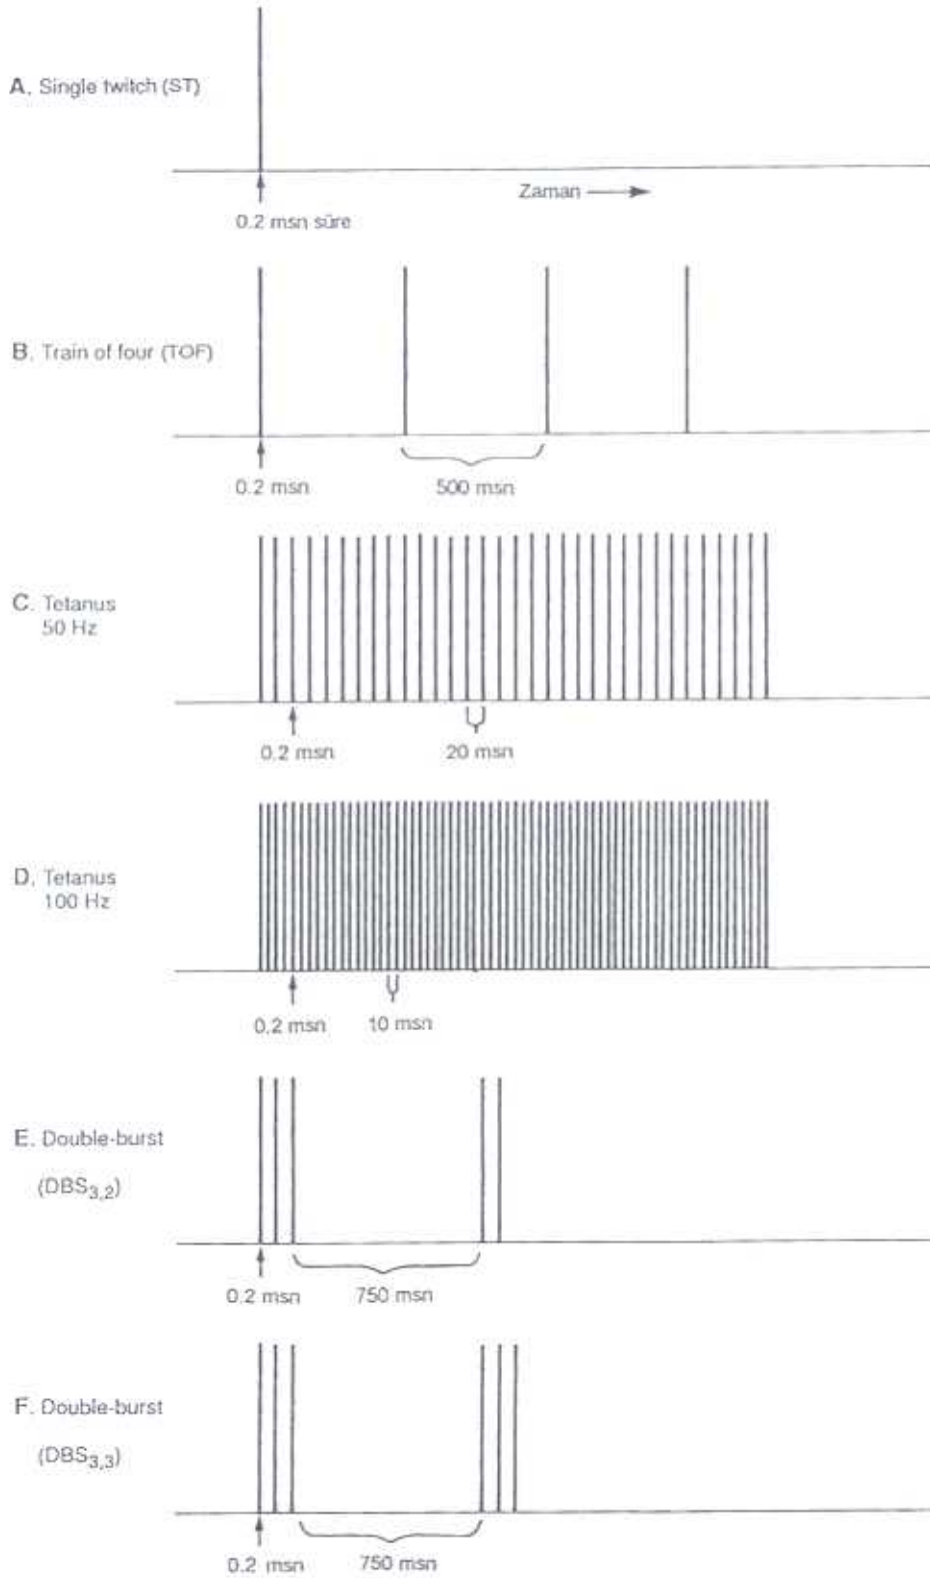 A. Single twitch (ST)
Zaman
0.2 msn süre
B. Train of four (TOF)
0.2 msn
500 msn
C. Tetanus
50 Hz
0.2 msn
20 msn
D. Tetanus
100 Hz
0.2 msn
10 msn
E. Double-burst
(DBS3,2)
0.2 msn
750 msn
F. Double-burst
(DBS3,3)
0.2 msn
750 msn